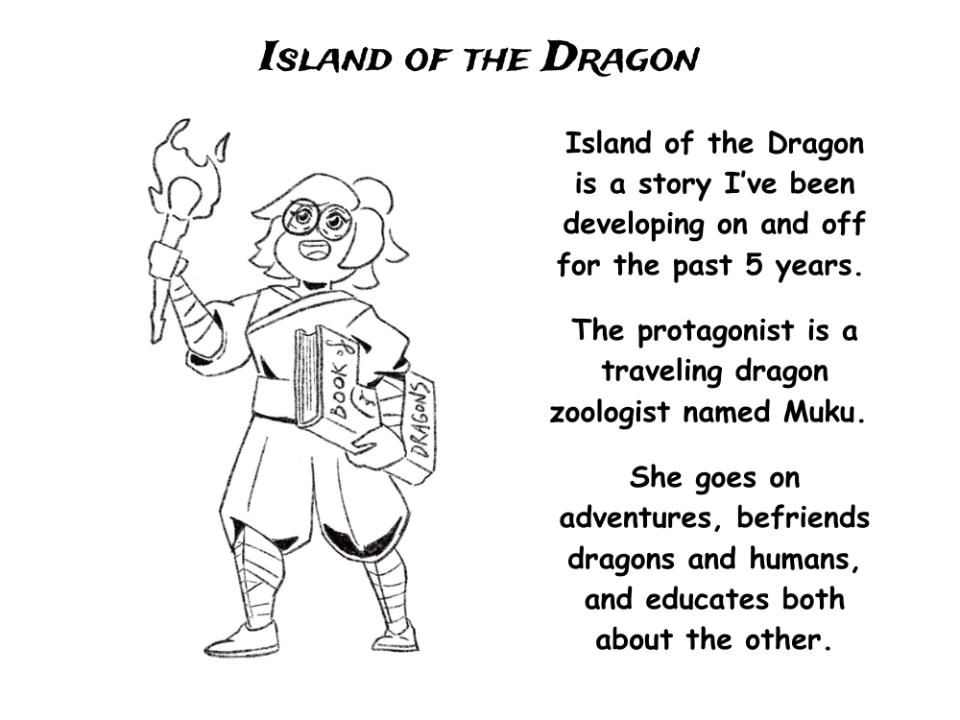 Island of the Dragon
Island of the Dragon
is a story I've been
developing on and off
for the past 5 years.
The protagonist is a
traveling dragon
zoologist named Muku.
She goes on
adventures, befriends
dragons and humans,
and educates both
about the other.
BOOK of
DRAGONS